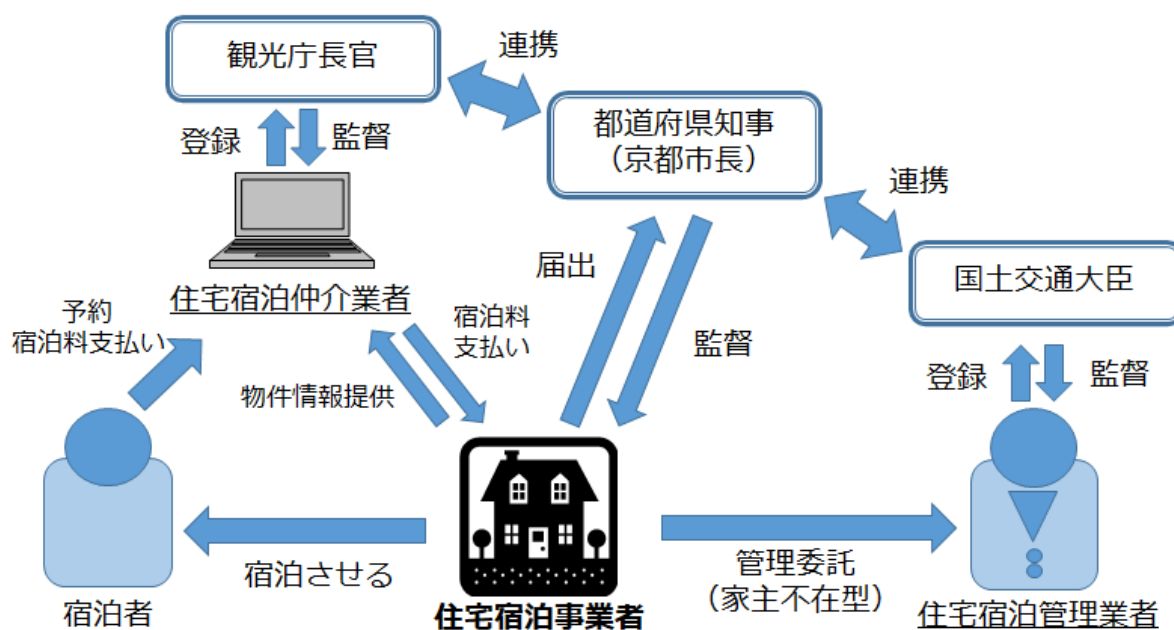 観光庁長官
連携
都道府県知事
（京都市長）
登録
監督
連携
国土交通大臣
届出
監督
住宅宿泊仲介業者
予約
宿泊料支払い
宿泊料
支払い
物件情報提供
登録
監督
宿泊させる
管理委託
（家主不在型）
宿泊者
住宅宿泊事業者
住宅宿泊管理業者